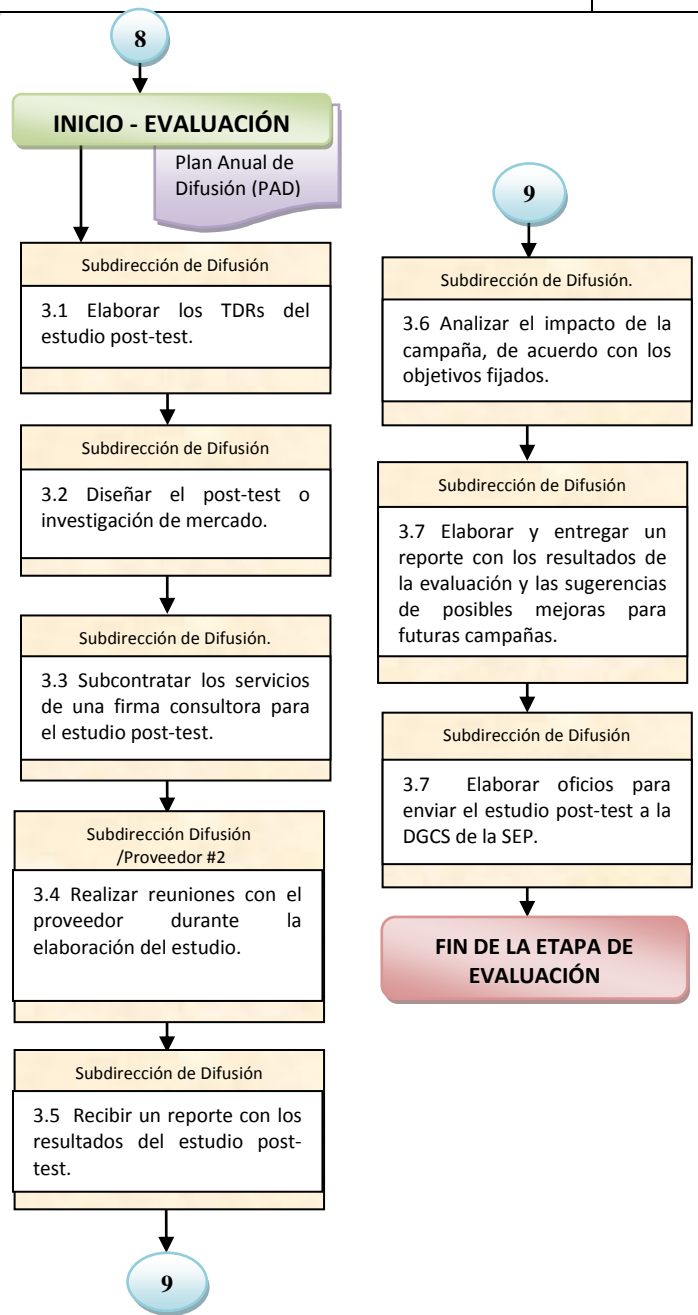 8
INICIO - EVALUACIÓN
Plan Anual de
Difusión (PAD)
Subdirección de Difusión
3.1 Elaborar los TDRs del
estudio post-test.
Subdirección de Difusión
3.2 Diseñar el post-test o
investigación de mercado.
Subdirección de Difusión.
3.3 Subcontratar los servicios
de una firma consultora para
el estudio post-test.
Subdirección Difusión
/Proveedor #2
3.4 Realizar reuniones con el
proveedor durante la
elaboración del estudio.
Subdirección de Difusión
3.5 Recibir un reporte con los
resultados del estudio post-
test.
9
9
Subdirección de Difusión.
3.6 Analizar el impacto de la
campaña, de acuerdo con los
objetivos fijados.
Subdirección de Difusión
3.7 Elaborar y entregar un
reporte con los resultados de
la evaluación y las sugerencias
de posibles mejoras para
futuras campañas.
Subdirección de Difusión
3.7 Elaborar oficios para
enviar el estudio post-test a la
DGCS de la SEP.
FIN DE LA ETAPA DE
EVALUACIÓN